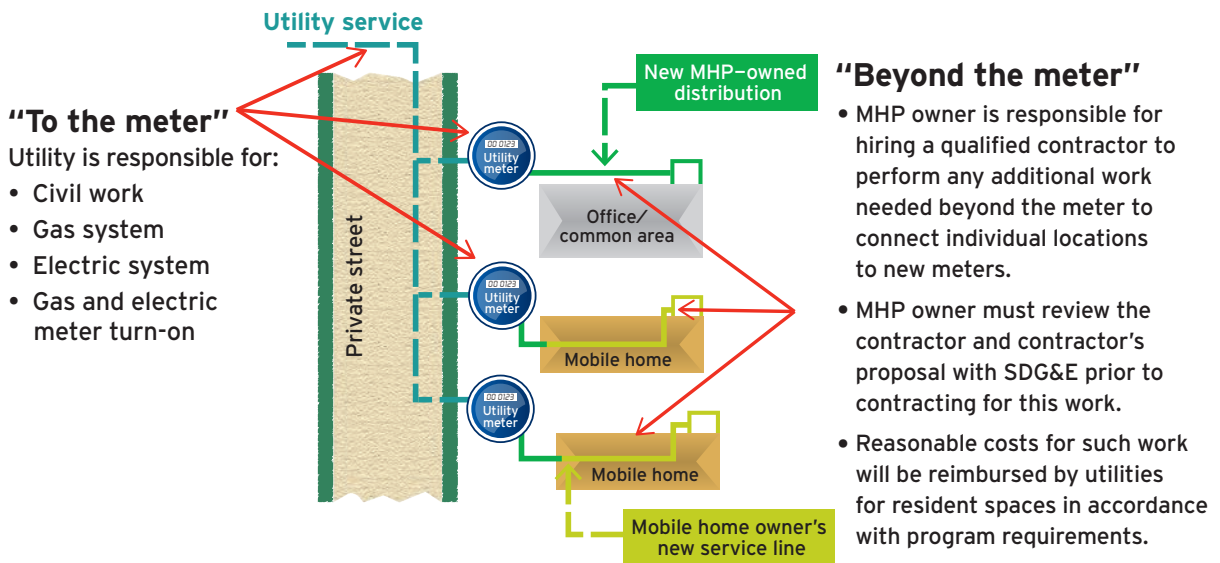 Utility service
"To the meter"
Utility is responsible for:
• Civil work
• Gas system
• Electric system
• Gas and electric
meter turn-on
Private street
00 0123
Utility
meter
00 0123
Utility
meter
00 0123
Utility
meter
New MHP–owned
distribution
Office/
common area
Mobile home
Mobile home
Mobile home owner's
new service line
"Beyond the meter"
• MHP owner is responsible for
hiring a qualified contractor to
perform any additional work
needed beyond the meter to
connect individual locations
to new meters.
• MHP owner must review the
contractor and contractor's
proposal with SDG&E prior to
contracting for this work.
• Reasonable costs for such work
will be reimbursed by utilities
for resident spaces in accordance
with program requirements.